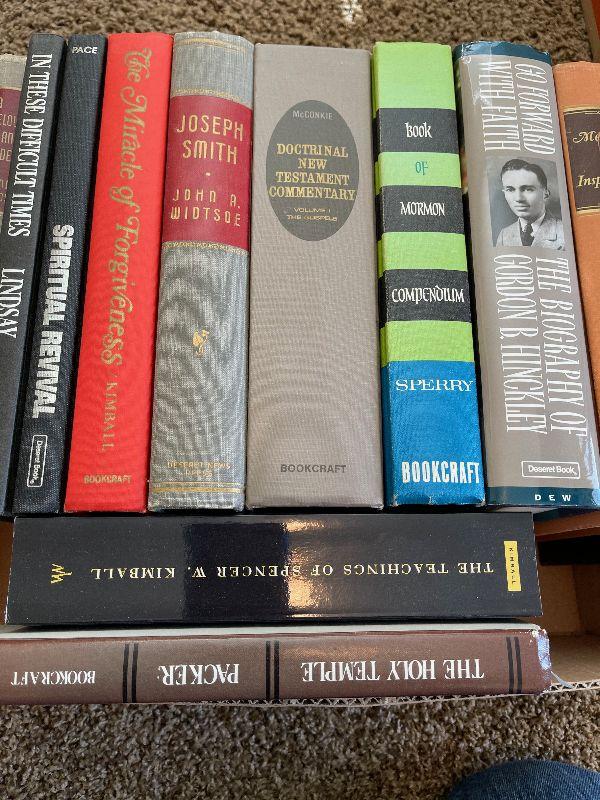 IN THESE DIFFICULT TIMES
LINDSAY
PACE
SPIRITUAL REVIVAL
Deseret Book
The Miracle of Forgiveness
KIMBALL
BOOKCRAFT
JOSEPH
SMITH
JOHN A.
WIDTSOE
DESERET NEWS
PRESS
McCONKIE
DOCTRINAL
NEW
TESTAMENT
COMMENTARY
VOLUME I
THE GOSPELS
BOOKCRAFT
BOOK
OF
MORMON
COMPENDIUM
SPERRY
BOOKCRAFT
GO FORWARD
WITH FAITH
THE BIOGRAPHY OF
GORDON B. HINCKLEY
Deseret Book
DEW
THE TEACHINGS OF SPENCER W. KIMBALL
KIMBALL
THE HOLY TEMPLE
PACKER
BOOKCRAFT